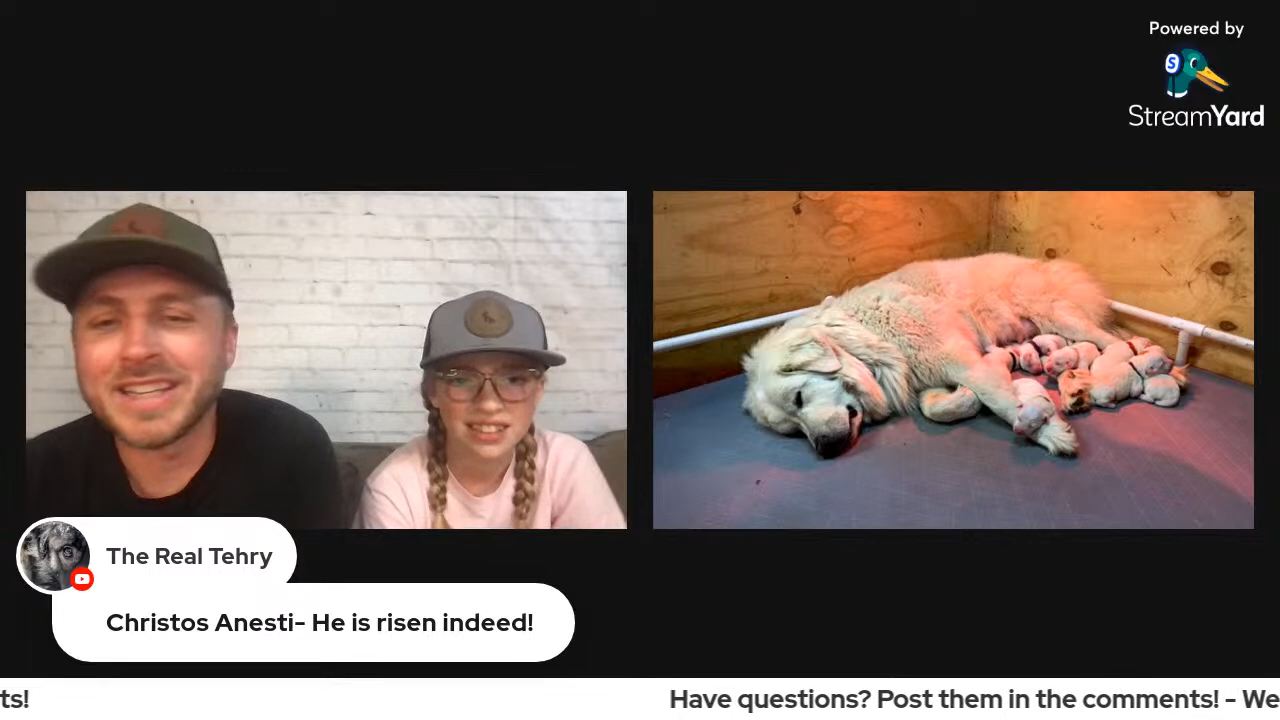 Powered by
S
StreamYard
The Real Tehry
Christos Anesti- He is risen indeed!
ts! Have questions? Post them in the comments! - We